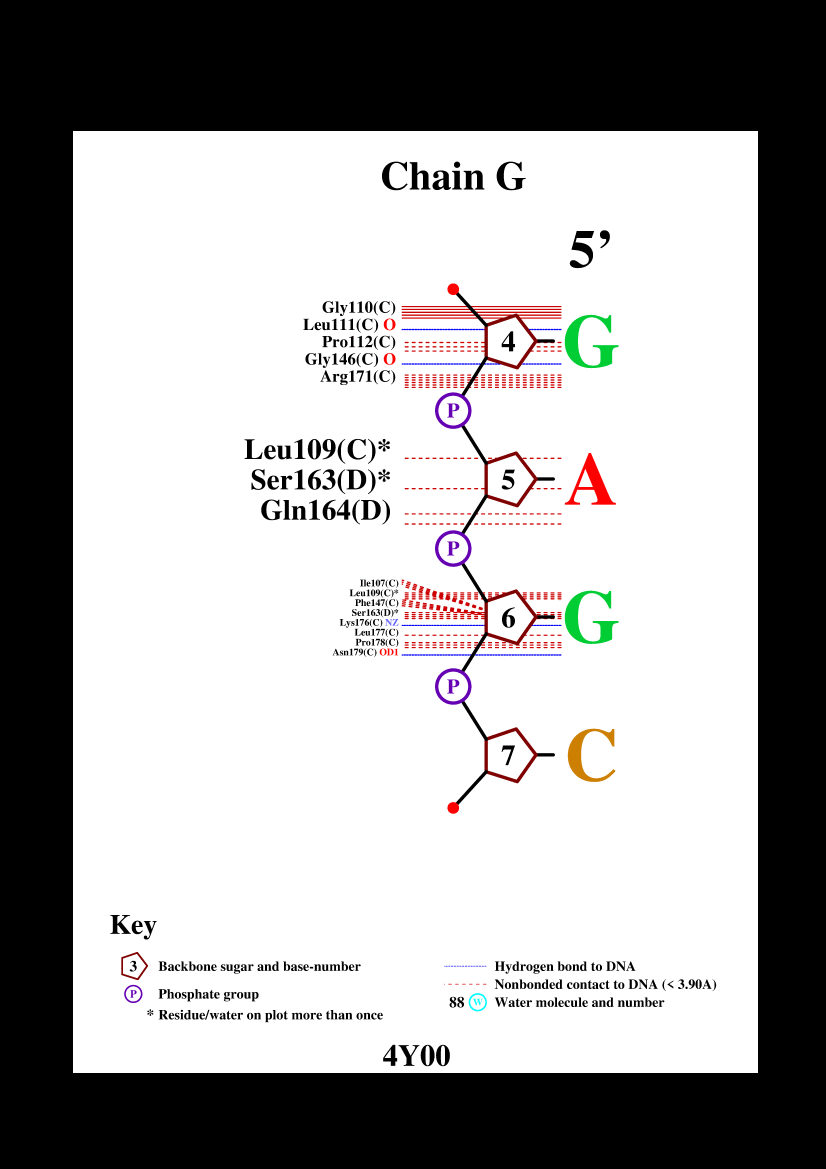 Chain G
5’
Gly110(C)
Leu111(C) O
Pro112(C)
Gly146(C) O
Arg171(C)
4
G
P
Leu109(C)*
Ser163(D)*
Gln164(D)
5
A
P
Ile107(C)
Leu109(C)*
Phe147(C)
Ser163(D)*
Lys176(C) NZ
Leu177(C)
Pro178(C)
Asn179(C) OD1
6
G
P
7
C
Key
3 Backbone sugar and base-number
P Phosphate group
* Residue/water on plot more than once
Hydrogen bond to DNA
Nonbonded contact to DNA (< 3.90A)
88 W Water molecule and number
4Y00